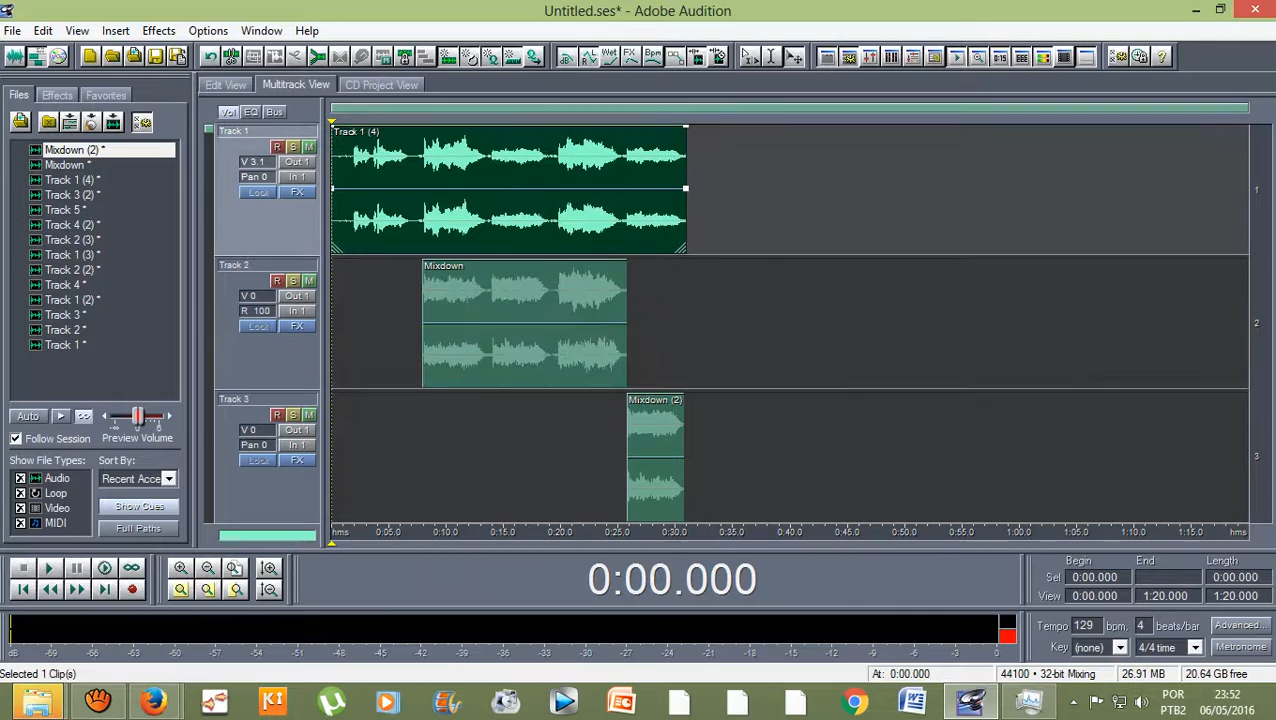 Untitled.ses* - Adobe Audition
File Edit View Insert Effects Options Window Help
Wet FX Bpm 0:15
Files Effects Favorites
Edit View Multitrack View CD Project View
Vol EQ Bus
Mixdown (2) *
Mixdown *
Track 1 (4) *
Track 3 (2) *
Track 5 *
Track 4 (2) *
Track 2 (3) *
Track 1 (3) *
Track 2 (2) *
Track 4 *
Track 1 (2) *
Track 3 *
Track 2 *
Track 1 *
Auto
Preview Volume
Follow Session
Show File Types: Sort By:
Audio
Loop
Video
MIDI
Recent Acce
Show Cues
Full Paths
Track 1
R S M
V 3.1 Out 1
Pan 0 In 1
Lock FX
Track 1 (4)
1
Track 2
R S M
V 0 Out 1
R 100 In 1
Lock FX
Mixdown
2
Track 3
R S M
V 0 Out 1
Pan 0 In 1
Lock FX
Mixdown (2)
3
hms 0:05.0 0:10.0 0:15.0 0:20.0 0:25.0 0:30.0 0:35.0 0:40.0 0:45.0 0:50.0 0:55.0 1:00.0 1:05.0 1:10.0 1:15.0 hms
0:00.000
Begin End Length
Sel 0:00.000 0:00.000
View 0:00.000 1:20.000 1:20.000
dB -69 -66 -63 -60 -57 -54 -51 -48 -45 -42 -39 -36 -33 -30 -27 -24 -21 -18 -15 -12 -9 -6 -3 0
Tempo 129 bpm, 4 beats/bar Advanced...
Key (none) 4/4 time Metronome
Selected 1 Clip(s)
At: 0:00.000 44100 · 32-bit Mixing 26.91 MB 20.64 GB free
Ki
W
POR
PTB2
23:52
06/05/2016